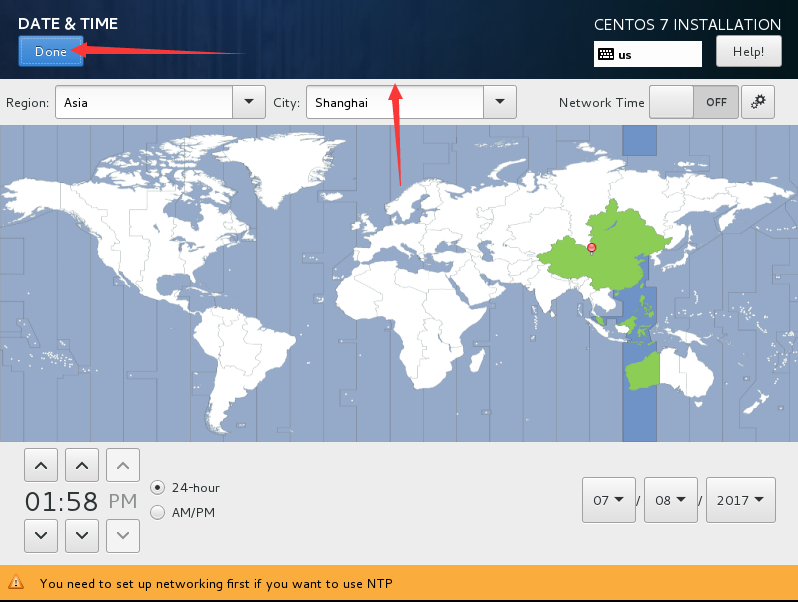 DATE & TIME
CENTOS 7 INSTALLATION
Done
us
Help!
Region:
Asia
City:
Shanghai
Network Time
OFF
01:58 PM
24-hour
AM/PM
07 / 08 / 2017
You need to set up networking first if you want to use NTP